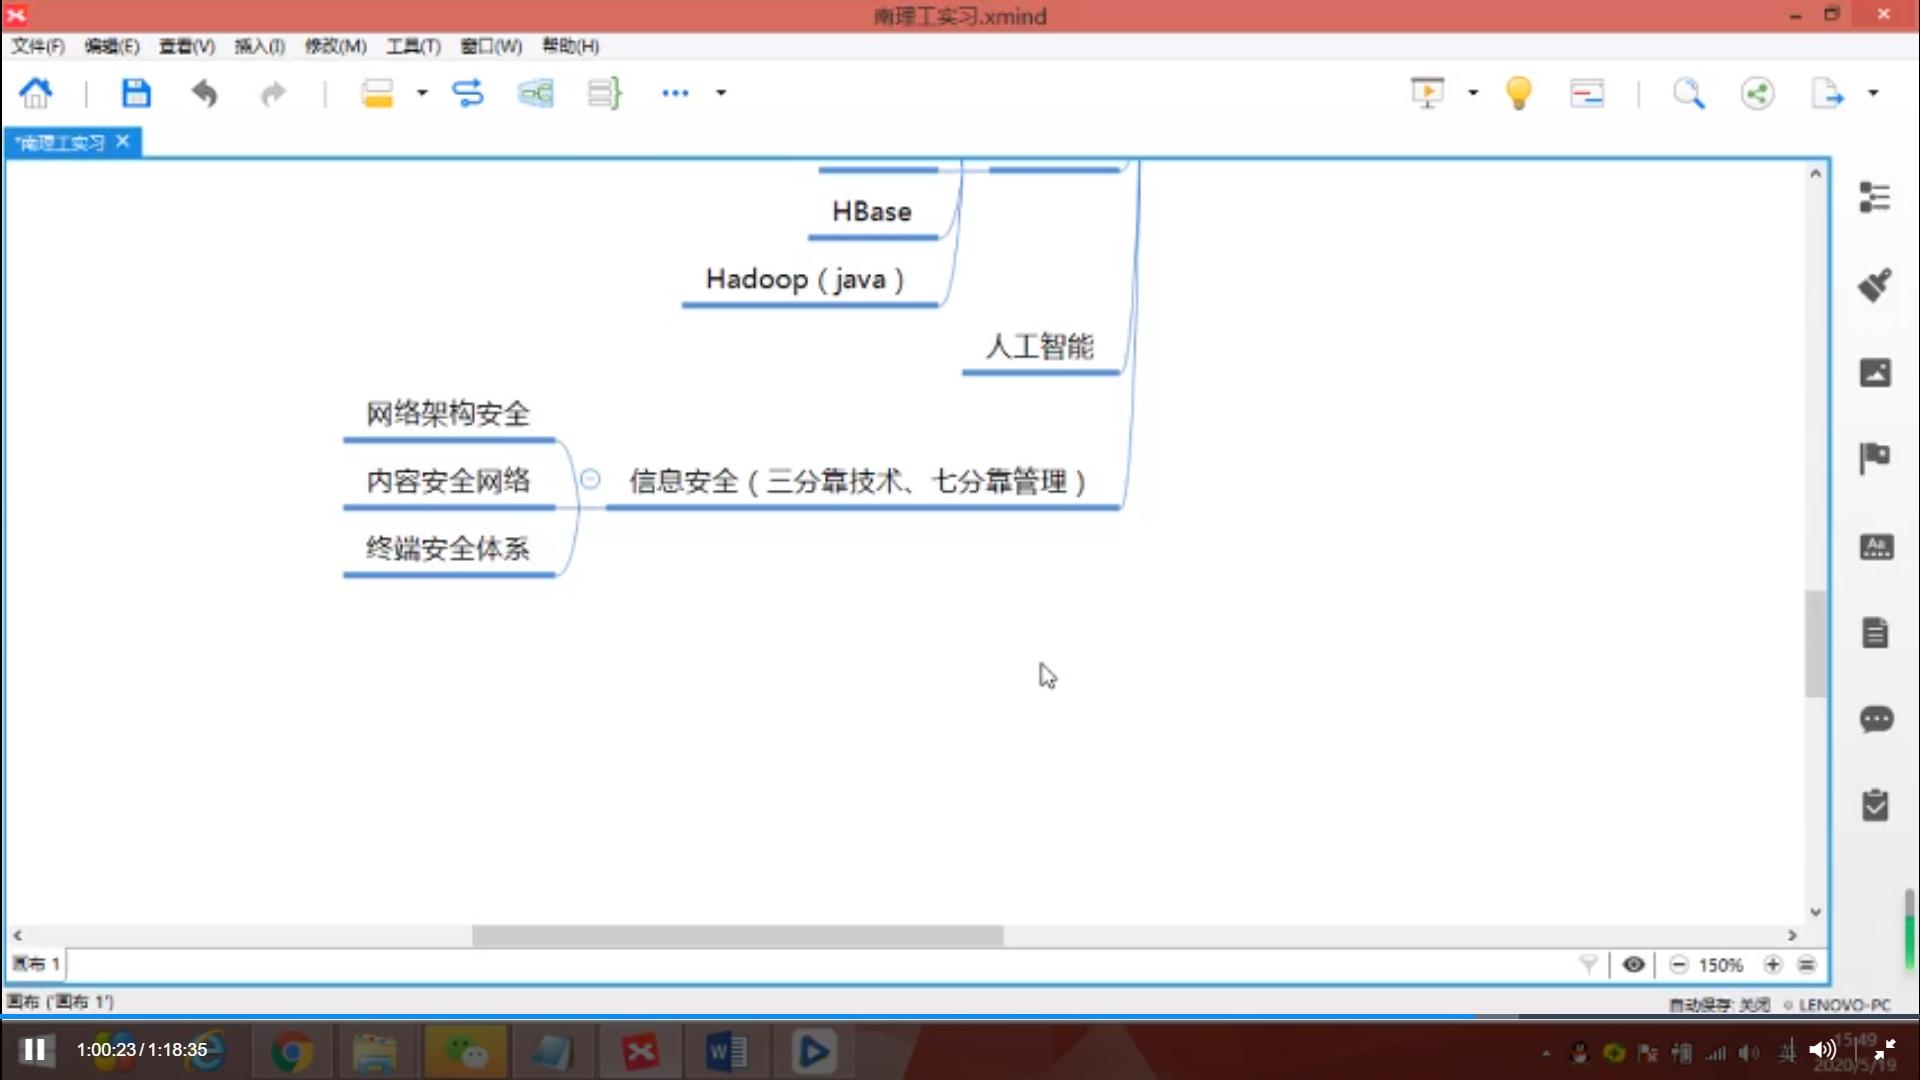 南理工实习.xmind
文件(F) 编辑(E) 查看(V) 插入(I) 修改(M) 工具(T) 窗口(W) 帮助(H)
*南理工实习
HBase
Hadoop（java）
人工智能
网络架构安全
内容安全网络
信息安全（三分靠技术、七分靠管理）
终端安全体系
Aa
画布 1
150%
画布 ('画布 1')
自动保存: 关闭 LENOVO-PC
1:00:23/1:18:35
英
15:49
2020/5/19